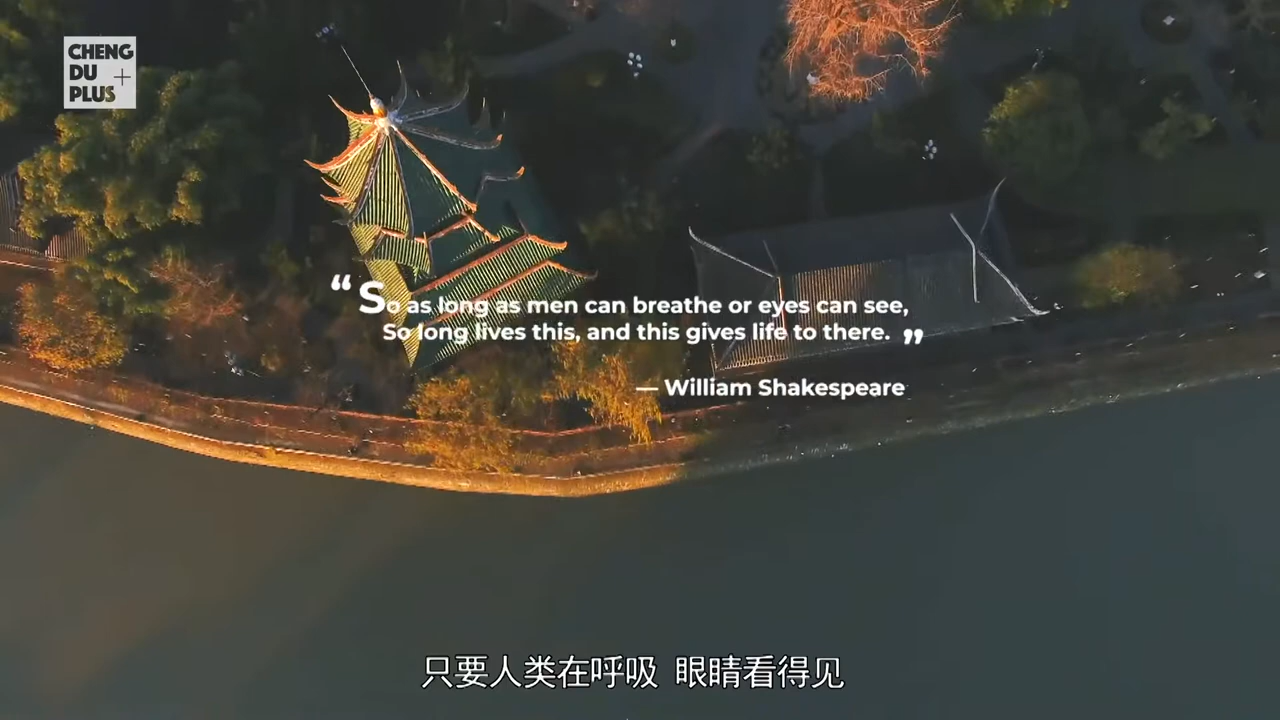 CHENG
DU
PLUS+
“So as long as men can breathe or eyes can see,
So long lives this, and this gives life to there.”
— William Shakespeare
只要人类在呼吸 眼睛看得见